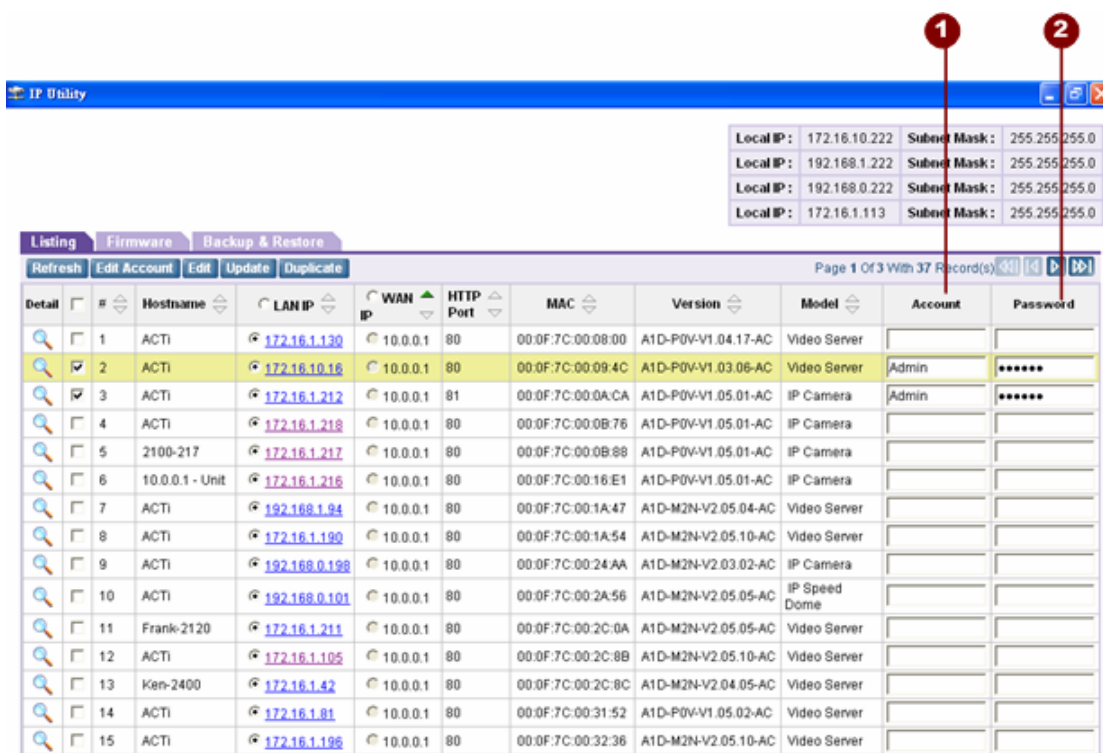 1 2
IP Utility
Local IP : 172.16.10.222 Subnet Mask : 255.255.255.0
Local IP : 192.168.1.222 Subnet Mask : 255.255.255.0
Local IP : 192.168.0.222 Subnet Mask : 255.255.255.0
Local IP : 172.16.1.113 Subnet Mask : 255.255.255.0
Listing Firmware Backup & Restore
Refresh Edit Account Edit Update Duplicate Page 1 Of 3 With 37 Record(s)
Detail # Hostname LAN IP WAN IP HTTP Port MAC Version Model Account Password
1 ACTi 172.16.1.130 10.0.0.1 80 00:0F:7C:00:08:00 A1D-P0V-V1.04.17-AC Video Server
2 ACTi 172.16.10.16 10.0.0.1 80 00:0F:7C:00:09:4C A1D-P0V-V1.03.06-AC Video Server Admin ••••••
3 ACTi 172.16.1.212 10.0.0.1 81 00:0F:7C:00:0A:CA A1D-P0V-V1.05.01-AC IP Camera Admin ••••••
4 ACTi 172.16.1.218 10.0.0.1 80 00:0F:7C:00:0B:76 A1D-P0V-V1.05.01-AC IP Camera
5 2100-217 172.16.1.217 10.0.0.1 80 00:0F:7C:00:0B:88 A1D-P0V-V1.05.01-AC IP Camera
6 10.0.0.1 - Unit 172.16.1.216 10.0.0.1 80 00:0F:7C:00:16:E1 A1D-P0V-V1.05.01-AC IP Camera
7 ACTi 192.168.1.94 10.0.0.1 80 00:0F:7C:00:1A:47 A1D-M2N-V2.05.04-AC Video Server
8 ACTi 172.16.1.190 10.0.0.1 80 00:0F:7C:00:1A:54 A1D-M2N-V2.05.10-AC Video Server
9 ACTi 192.168.0.198 10.0.0.1 80 00:0F:7C:00:24:AA A1D-M2N-V2.03.02-AC IP Camera
10 ACTi 192.168.0.101 10.0.0.1 80 00:0F:7C:00:2A:56 A1D-M2N-V2.05.05-AC IP Speed Dome
11 Frank-2120 172.16.1.211 10.0.0.1 80 00:0F:7C:00:2C:0A A1D-M2N-V2.05.05-AC Video Server
12 ACTi 172.16.1.105 10.0.0.1 80 00:0F:7C:00:2C:8B A1D-M2N-V2.05.10-AC Video Server
13 Ken-2400 172.16.1.42 10.0.0.1 80 00:0F:7C:00:2C:8C A1D-M2N-V2.04.05-AC Video Server
14 ACTi 172.16.1.81 10.0.0.1 80 00:0F:7C:00:31:52 A1D-P0V-V1.05.02-AC Video Server
15 ACTi 172.16.1.196 10.0.0.1 80 00:0F:7C:00:32:36 A1D-M2N-V2.05.10-AC Video Server